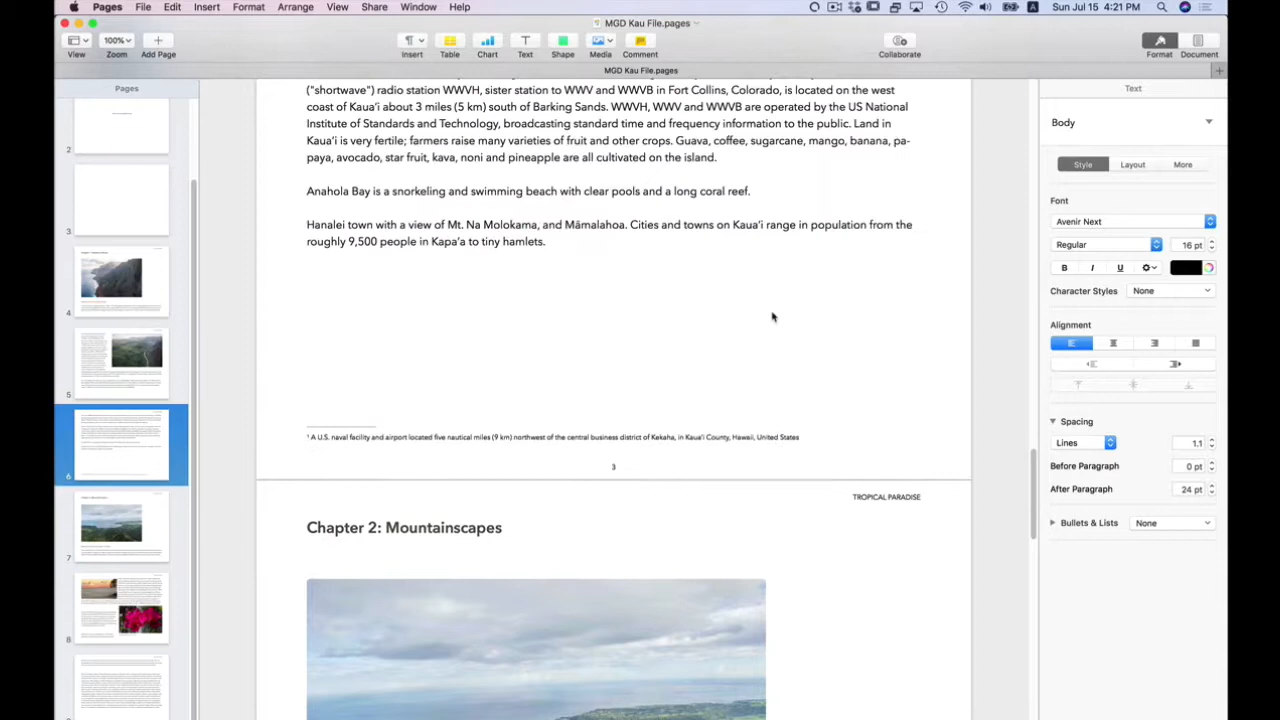 Pages File Edit Insert Format Arrange View Share Window Help
A Sun Jul 15 4:21 PM
MGD Kau File.pages
100%
View Zoom Add Page Insert Table Chart Text Shape Media Comment Collaborate Format Document
MGD Kau File.pages
Pages
2
3
4
5
6
7
8
("shortwave") radio station WWVH, sister station to WWV and WWVB in Fort Collins, Colorado, is located on the west
coast of Kaua'i about 3 miles (5 km) south of Barking Sands. WWVH, WWV and WWVB are operated by the US National
Institute of Standards and Technology, broadcasting standard time and frequency information to the public. Land in
Kaua'i is very fertile; farmers raise many varieties of fruit and other crops. Guava, coffee, sugarcane, mango, banana, pa-
paya, avocado, star fruit, kava, noni and pineapple are all cultivated on the island.
Anahola Bay is a snorkeling and swimming beach with clear pools and a long coral reef.
Hanalei town with a view of Mt. Na Molokama, and Māmalahoa. Cities and towns on Kaua'i range in population from the
roughly 9,500 people in Kapa'a to tiny hamlets.
¹ A U.S. naval facility and airport located five nautical miles (9 km) northwest of the central business district of Kekaha, in Kaua'i County, Hawaii, United States
3
TROPICAL PARADISE
Chapter 2: Mountainscapes
Text
Body
Style Layout More
Font
Avenir Next
Regular 16 pt
B I U
Character Styles None
Alignment
Spacing
Lines 1.1
Before Paragraph 0 pt
After Paragraph 24 pt
Bullets & Lists None